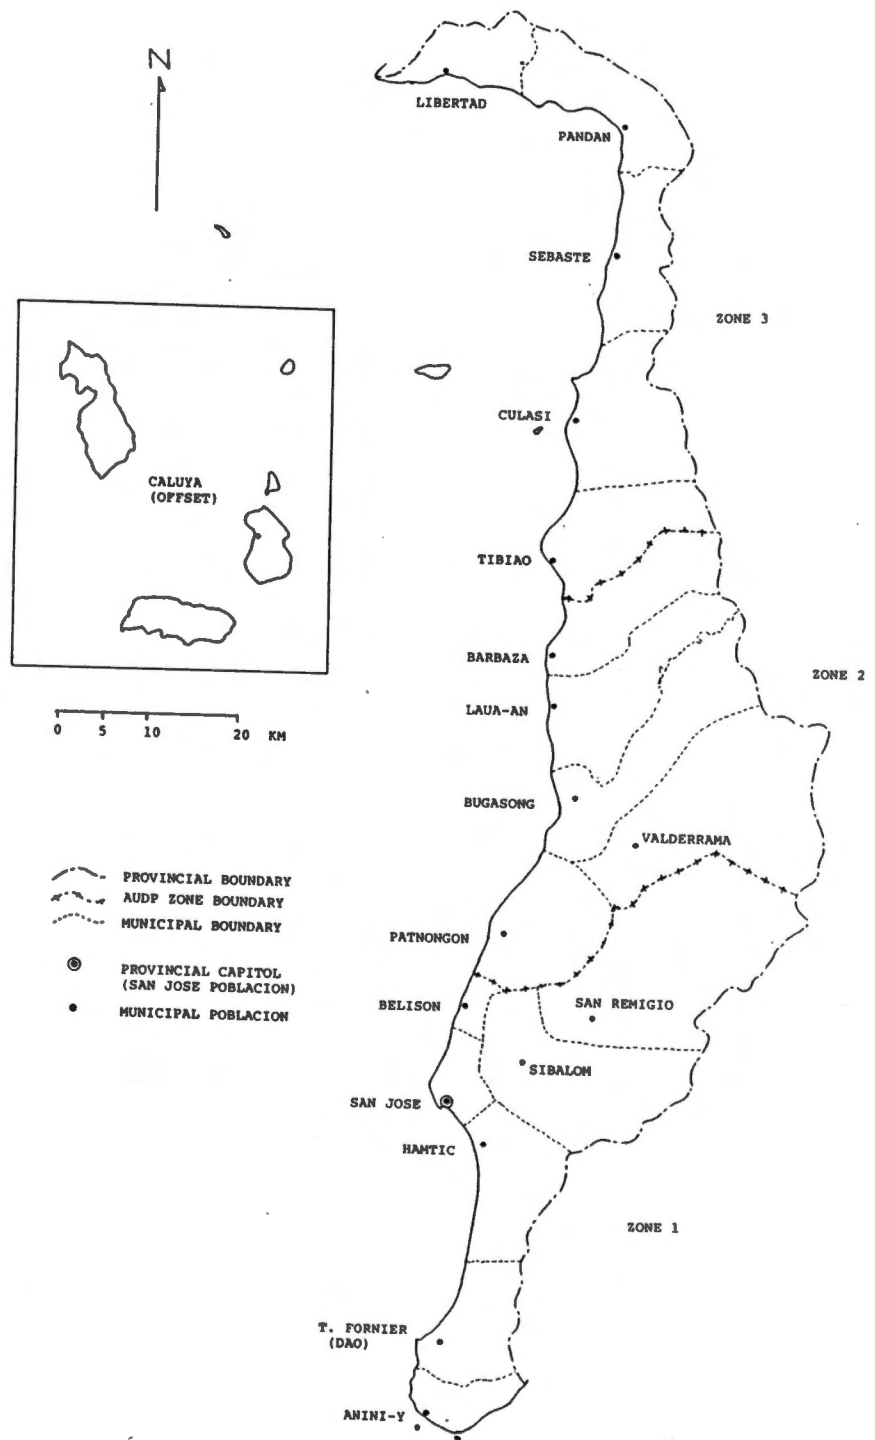 N
LIBERTAD
PANDAN
SEBASTE
ZONE 3
CULASI
CALUYA
(OFFSET)
TIBIAO
BARBAZA
ZONE 2
LAUA-AN
0 5 10 20 KM
BUGASONG
VALDERRAMA
PROVINCIAL BOUNDARY
AUDP ZONE BOUNDARY
MUNICIPAL BOUNDARY
PROVINCIAL CAPITOL
(SAN JOSE POBLACION)
MUNICIPAL POBLACION
PATNONGON
BELISON
SAN REMIGIO
SIBALOM
SAN JOSE
HAMTIC
ZONE 1
T. FORNIER
(DAO)
ANINI-Y